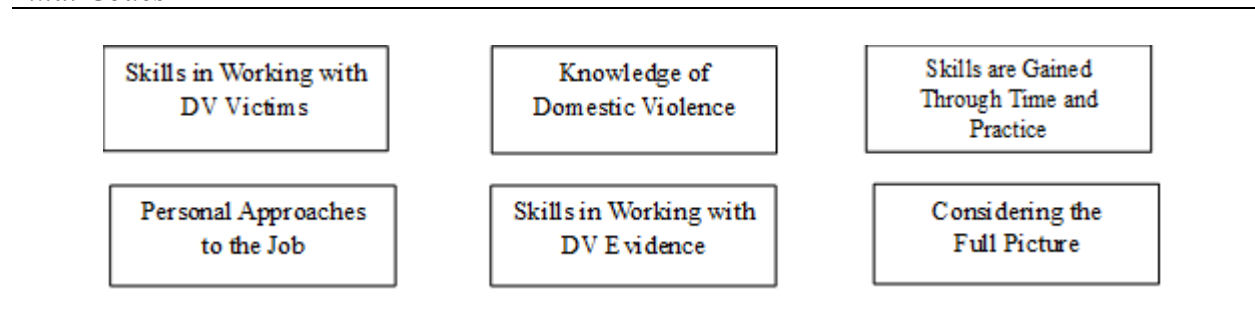 Skills in Working with
DV Victims
Knowledge of
Domestic Violence
Skills are Gained
Through Time and
Practice
Personal Approaches
to the Job
Skills in Working with
DV Evidence
Considering the
Full Picture